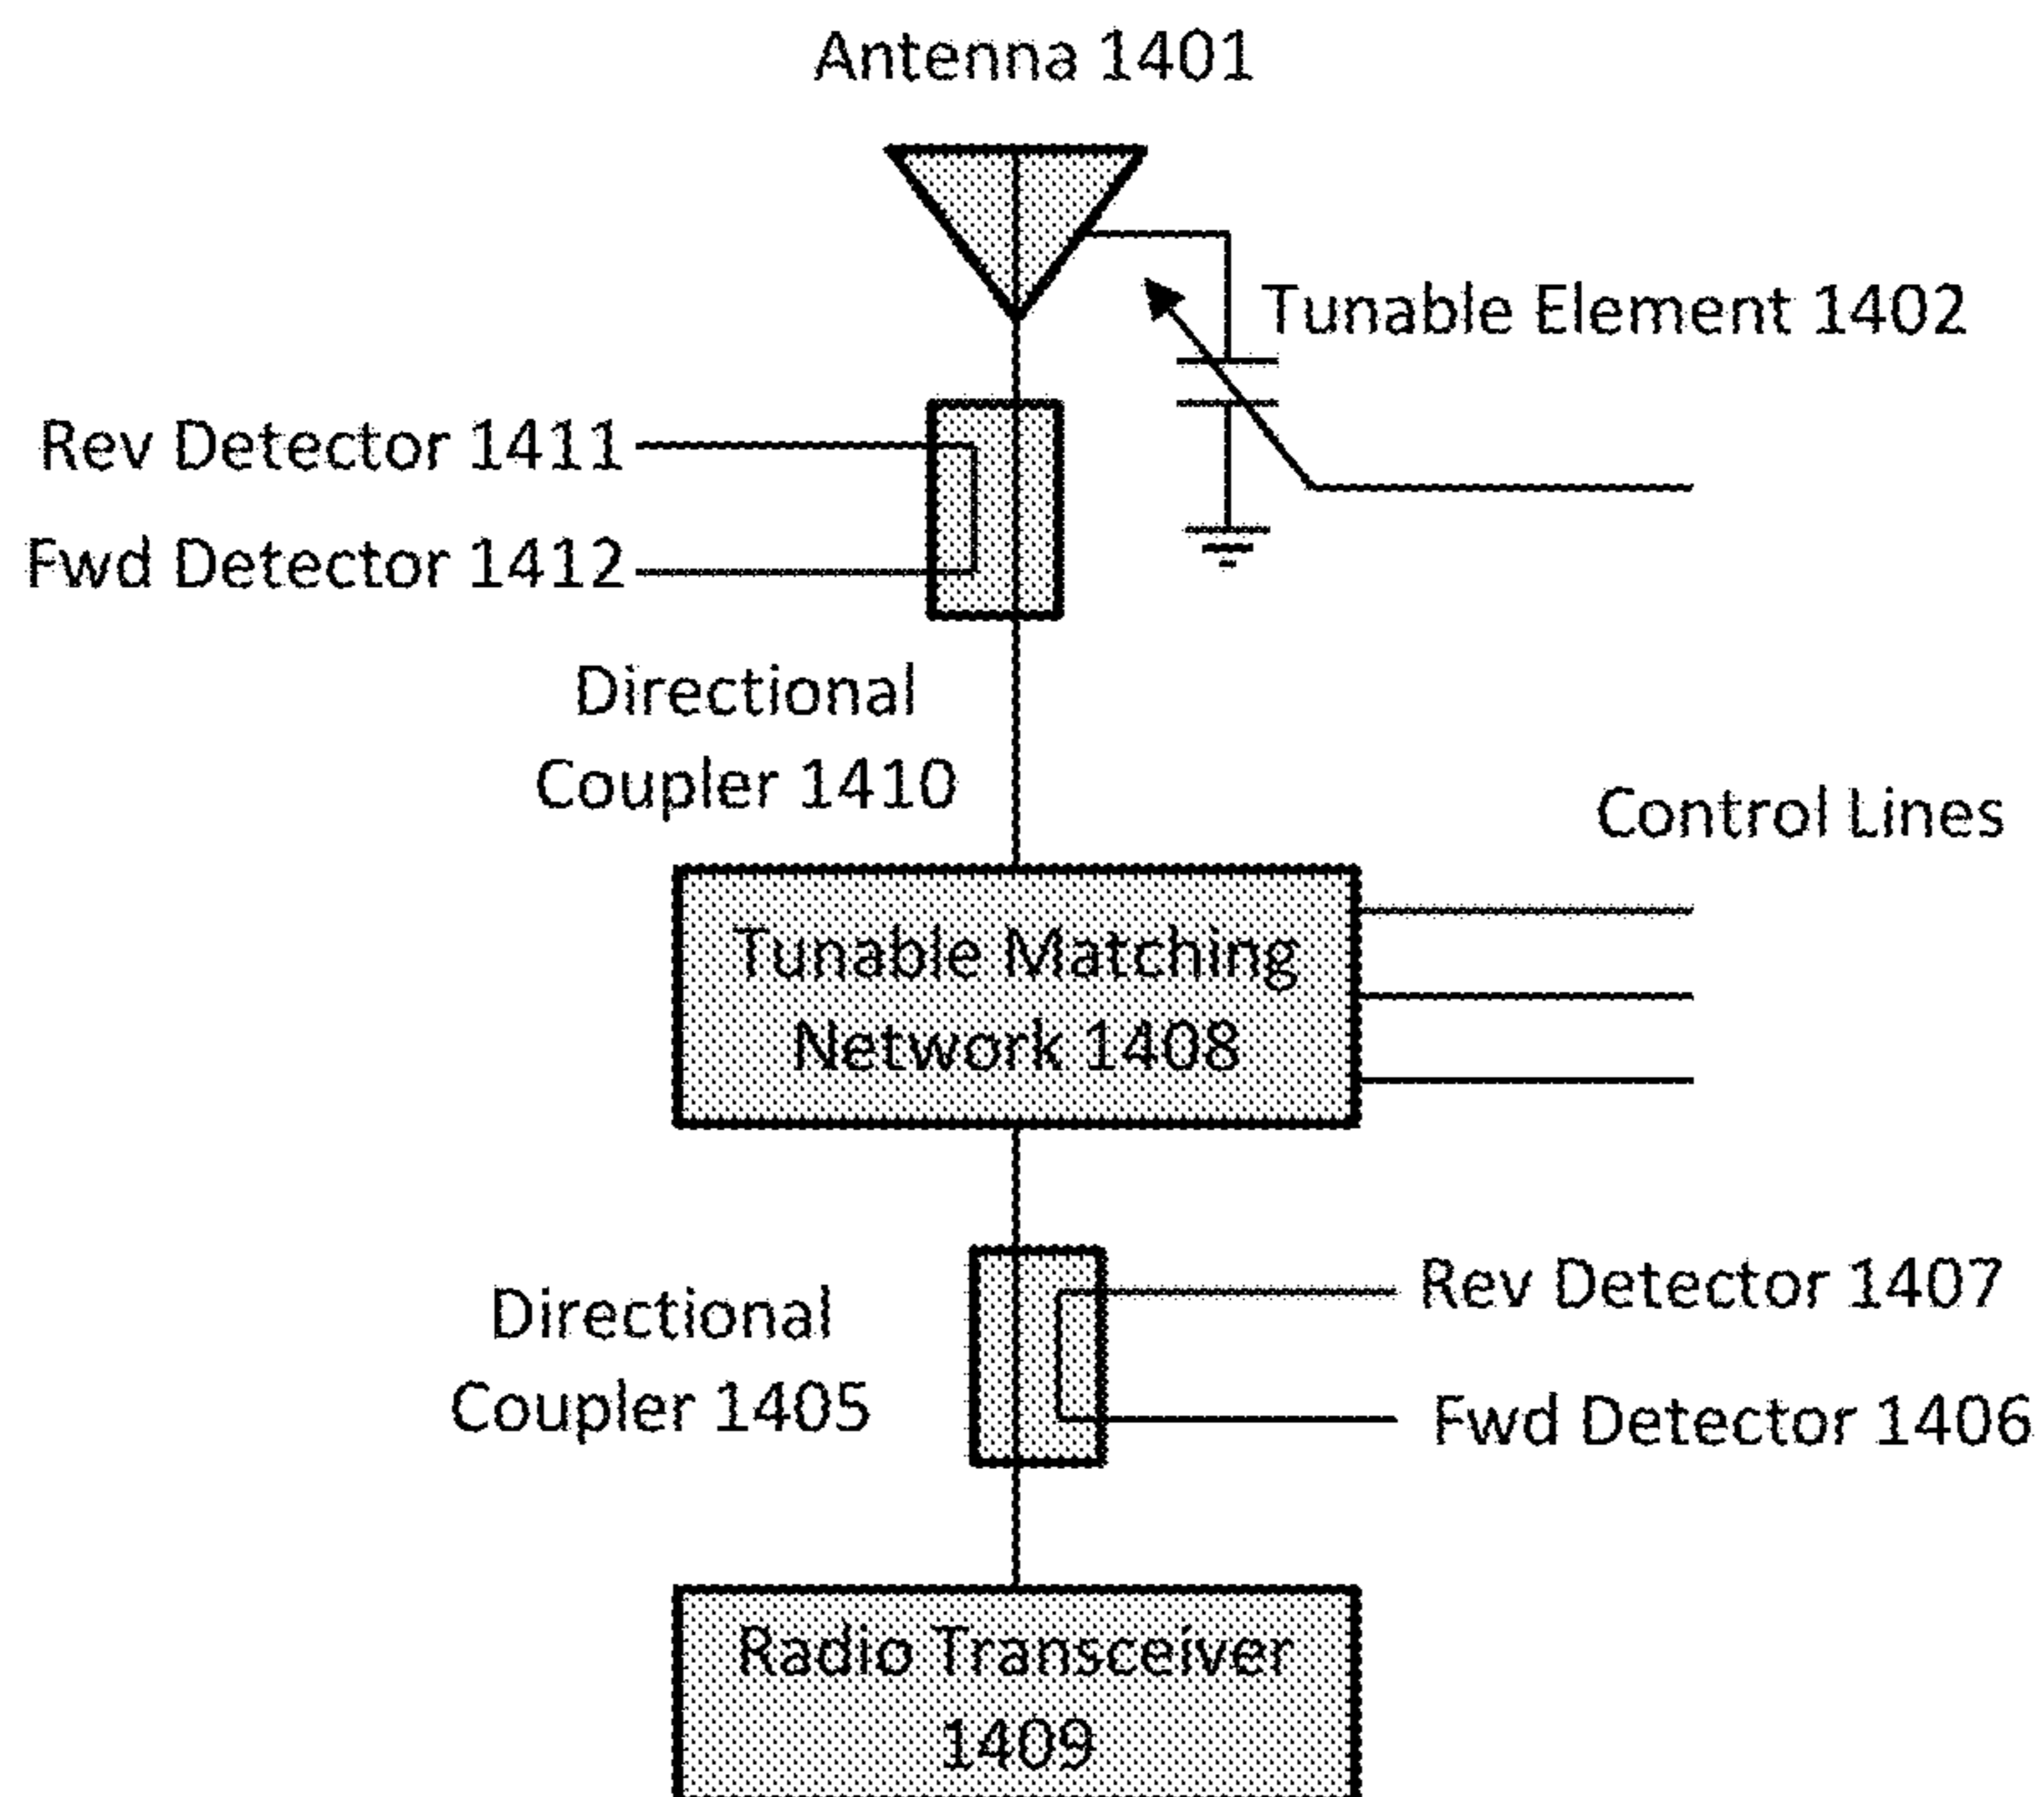 Antenna 1401
Tunable Element 1402
Rev Detector 1411
Fwd Detector 1412
Directional
Coupler 1410
Control Lines
Tunable Matching
Network 1408
Directional
Coupler 1405
Rev Detector 1407
Fwd Detector 1406
Radio Transceiver
1409